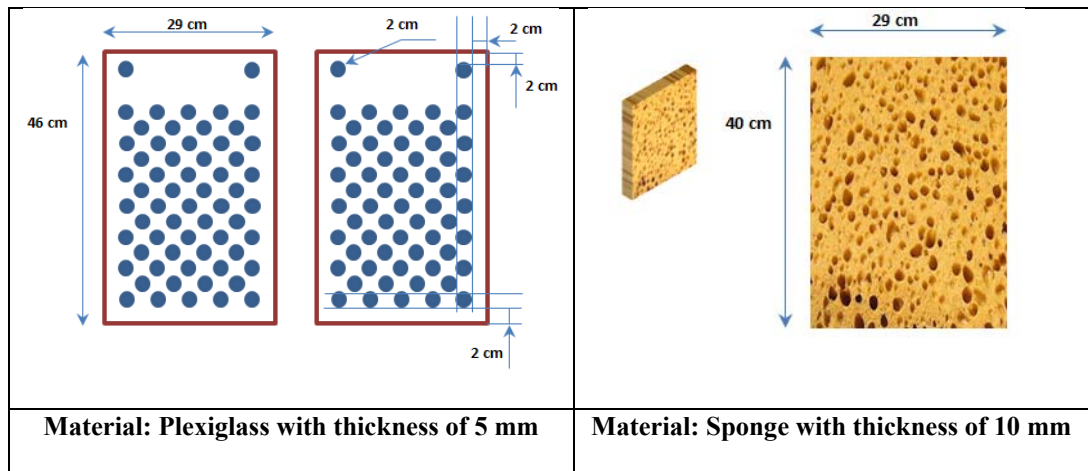 29 cm
2 cm
2 cm
2 cm
46 cm
2 cm
29 cm
40 cm
Material: Plexiglass with thickness of 5 mm
Material: Sponge with thickness of 10 mm